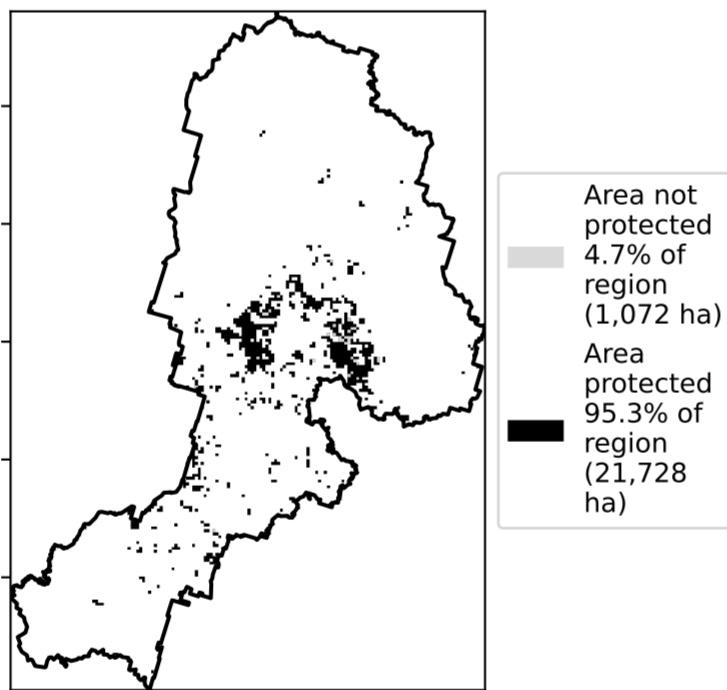 Area not
protected
4.7% of
region
(1,072 ha)
Area
protected
95.3% of
region
(21,728
ha)